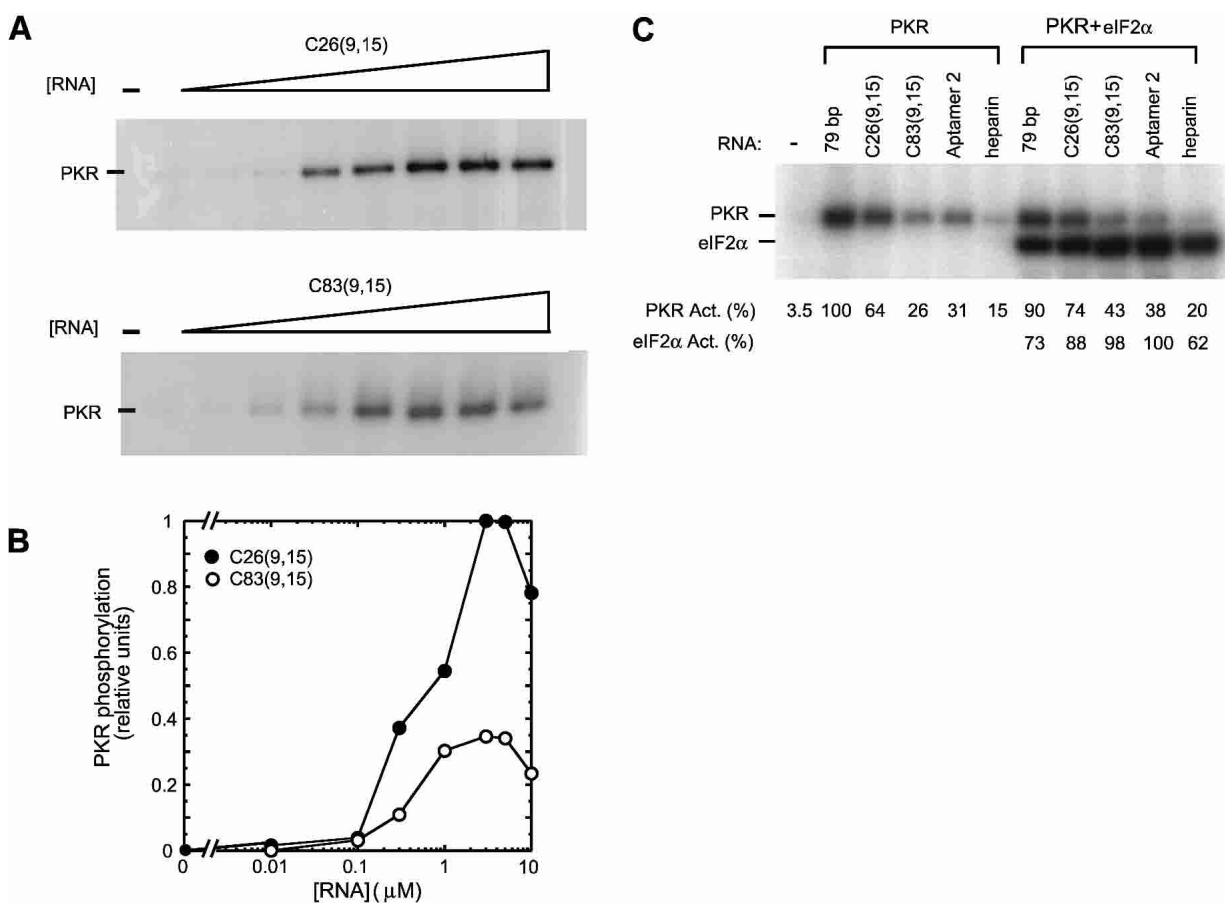 A
C26(9,15)
[RNA]
PKR
C83(9,15)
[RNA]
PKR
B
1
0.8
0.6
0.4
0.2
0
C26(9,15)
C83(9,15)
PKR phosphorylation
(relative units)
0 0.01 0.1 1 10
[RNA] (μM)
C
PKR PKR+eIF2α
RNA: - 79 bp C26(9,15) C83(9,15) Aptamer 2 heparin 79 bp C26(9,15) C83(9,15) Aptamer 2 heparin
PKR
eIF2α
PKR Act. (%) 3.5 100 64 26 31 15 90 74 43 38 20
eIF2α Act. (%) 73 88 98 100 62